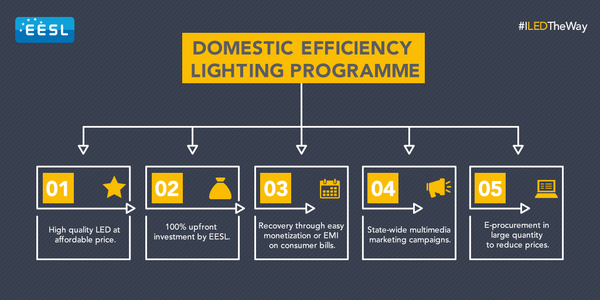 EESL
#ILEDTheWay
DOMESTIC EFFICIENCY
LIGHTING PROGRAMME
01
High quality LED at
affordable price.
02
100% upfront
investment by EESL.
03
Recovery through easy
monetization or EMI
on consumer bills.
04
State-wide multimedia
marketing campaigns.
05
E-procurement in
large quantity
to reduce prices.